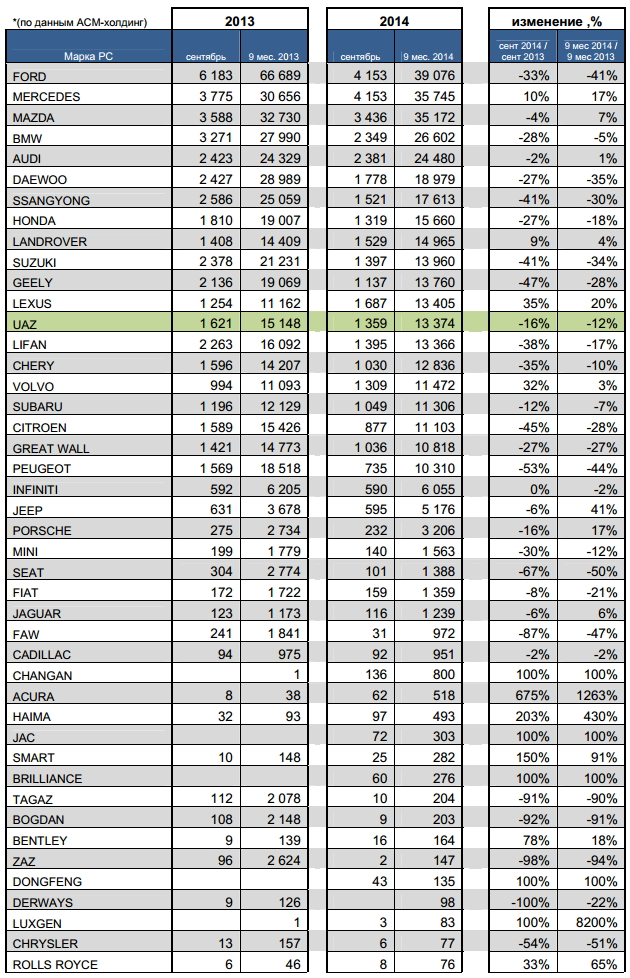 *(по данным АСМ-холдинг) 2013 2014 изменение ,%
Марка РС сентябрь 9 мес. 2013 сентябрь 9 мес. 2014 сент 2014 / сент 2013 9 мес 2014 / 9 мес 2013
FORD 6 183 66 689 4 153 39 076 -33% -41%
MERCEDES 3 775 30 656 4 153 35 745 10% 17%
MAZDA 3 588 32 730 3 436 35 172 -4% 7%
BMW 3 271 27 990 2 349 26 602 -28% -5%
AUDI 2 423 24 329 2 381 24 480 -2% 1%
DAEWOO 2 427 28 989 1 778 18 979 -27% -35%
SSANGYONG 2 586 25 059 1 521 17 613 -41% -30%
HONDA 1 810 19 007 1 319 15 660 -27% -18%
LANDROVER 1 408 14 409 1 529 14 965 9% 4%
SUZUKI 2 378 21 231 1 397 13 960 -41% -34%
GEELY 2 136 19 069 1 137 13 760 -47% -28%
LEXUS 1 254 11 162 1 687 13 405 35% 20%
UAZ 1 621 15 148 1 359 13 374 -16% -12%
LIFAN 2 263 16 092 1 395 13 366 -38% -17%
CHERY 1 596 14 207 1 030 12 836 -35% -10%
VOLVO 994 11 093 1 309 11 472 32% 3%
SUBARU 1 196 12 129 1 049 11 306 -12% -7%
CITROEN 1 589 15 426 877 11 103 -45% -28%
GREAT WALL 1 421 14 773 1 036 10 818 -27% -27%
PEUGEOT 1 569 18 518 735 10 310 -53% -44%
INFINITI 592 6 205 590 6 055 0% -2%
JEEP 631 3 678 595 5 176 -6% 41%
PORSCHE 275 2 734 232 3 206 -16% 17%
MINI 199 1 779 140 1 563 -30% -12%
SEAT 304 2 774 101 1 388 -67% -50%
FIAT 172 1 722 159 1 359 -8% -21%
JAGUAR 123 1 173 116 1 239 -6% 6%
FAW 241 1 841 31 972 -87% -47%
CADILLAC 94 975 92 951 -2% -2%
CHANGAN 1 136 800 100% 100%
ACURA 8 38 62 518 675% 1263%
HAIMA 32 93 97 493 203% 430%
JAC 72 303 100% 100%
SMART 10 148 25 282 150% 91%
BRILLIANCE 60 276 100% 100%
TAGAZ 112 2 078 10 204 -91% -90%
BOGDAN 108 2 148 9 203 -92% -91%
BENTLEY 9 139 16 164 78% 18%
ZAZ 96 2 624 2 147 -98% -94%
DONGFENG 43 135 100% 100%
DERWAYS 9 126 98 -100% -22%
LUXGEN 1 3 83 100% 8200%
CHRYSLER 13 157 6 77 -54% -51%
ROLLS ROYCE 6 46 8 76 33% 65%